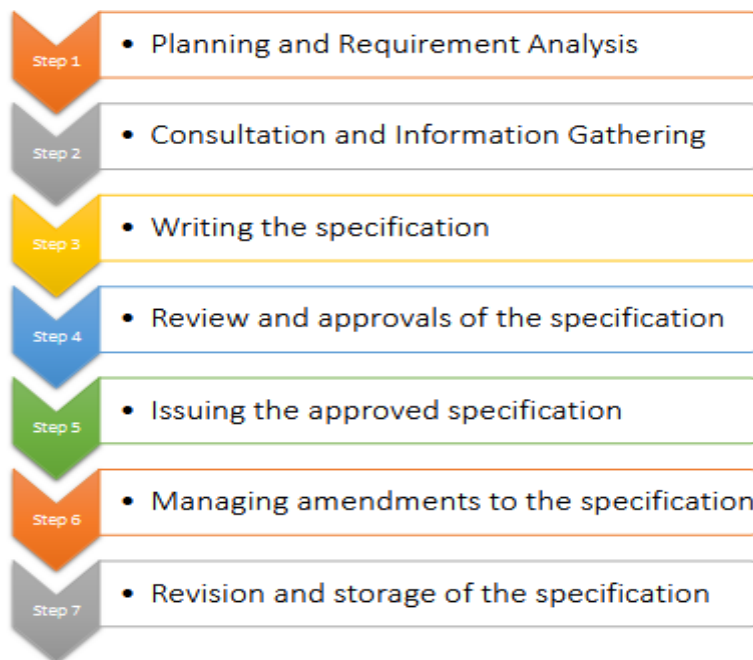 Step 1
• Planning and Requirement Analysis
Step 2
• Consultation and Information Gathering
Step 3
• Writing the specification
Step 4
• Review and approvals of the specification
Step 5
• Issuing the approved specification
Step 6
• Managing amendments to the specification
Step 7
• Revision and storage of the specification